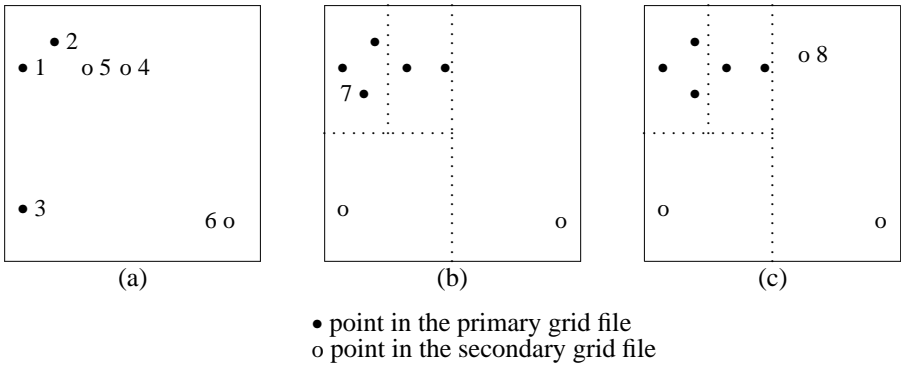 2
1
o 5 o 4
3
6 o
7
o
o
o 8
o
o
(a)
(b)
(c)
• point in the primary grid file
o point in the secondary grid file